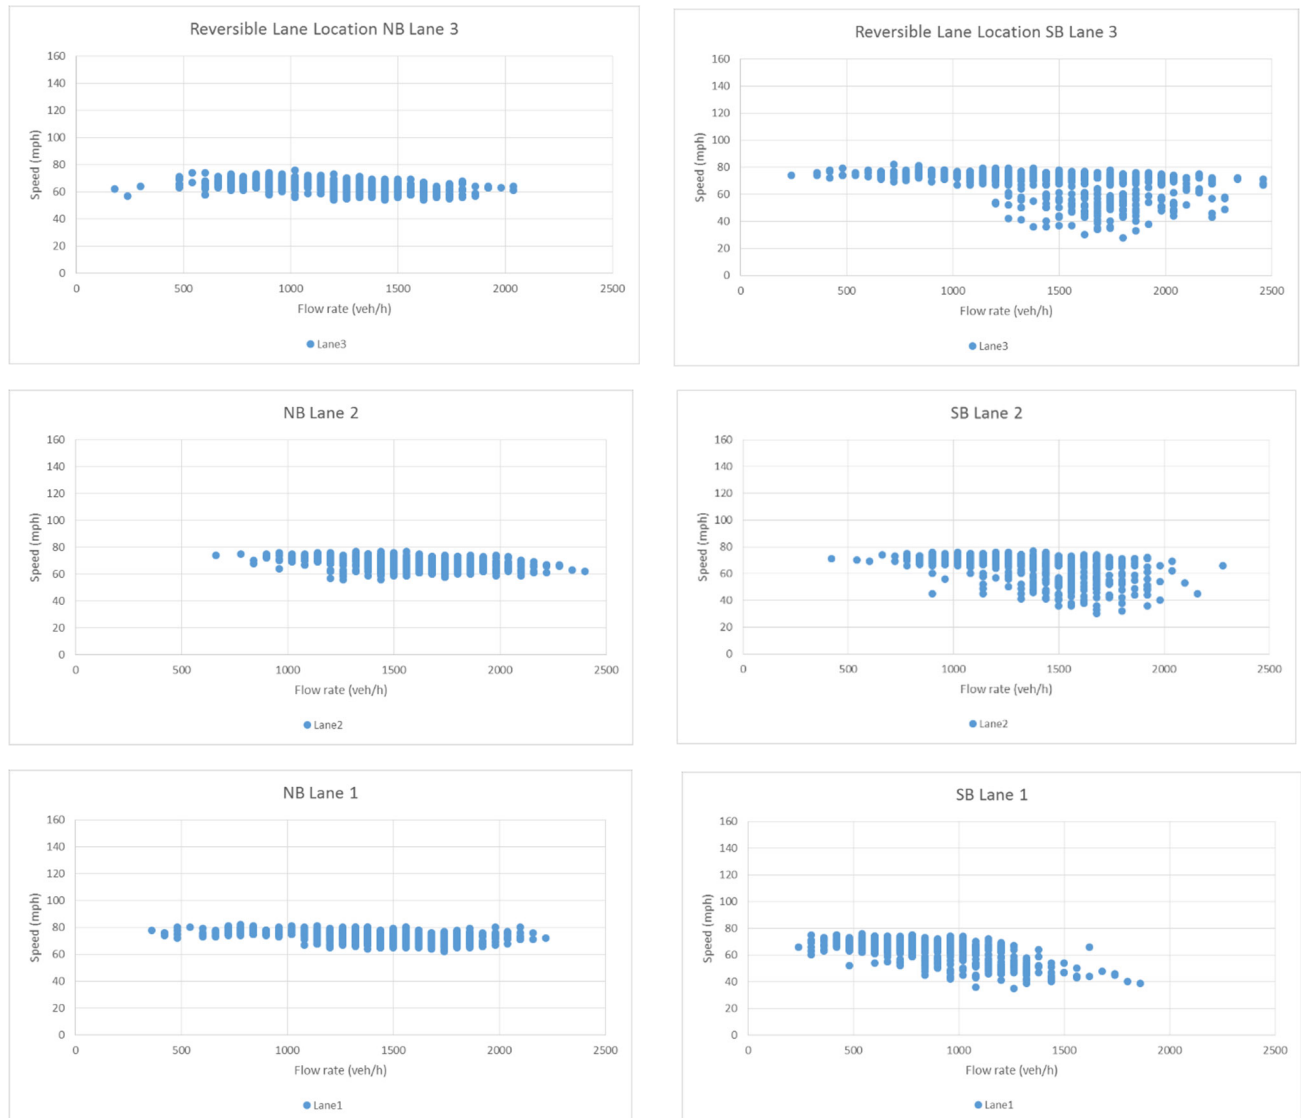 Reversible Lane Location NB Lane 3
160
140
120
100
80
60
40
20
0
Speed (mph)
0 500 1000 1500 2000 2500
Flow rate (veh/h)
Lane3
Reversible Lane Location SB Lane 3
160
140
120
100
80
60
40
20
0
Speed (mph)
0 500 1000 1500 2000 2500
Flow rate (veh/h)
Lane3
NB Lane 2
160
140
120
100
80
60
40
20
0
Speed (mph)
0 500 1000 1500 2000 2500
Flow rate (veh/h)
Lane2
SB Lane 2
160
140
120
100
80
60
40
20
0
Speed (mph)
0 500 1000 1500 2000 2500
Flow rate (veh/h)
Lane2
NB Lane 1
160
140
120
100
80
60
40
20
0
Speed (mph)
0 500 1000 1500 2000 2500
Flow rate (veh/h)
Lane1
SB Lane 1
160
140
120
100
80
60
40
20
0
Speed (mph)
0 500 1000 1500 2000 2500
Flow rate (veh/h)
Lane1